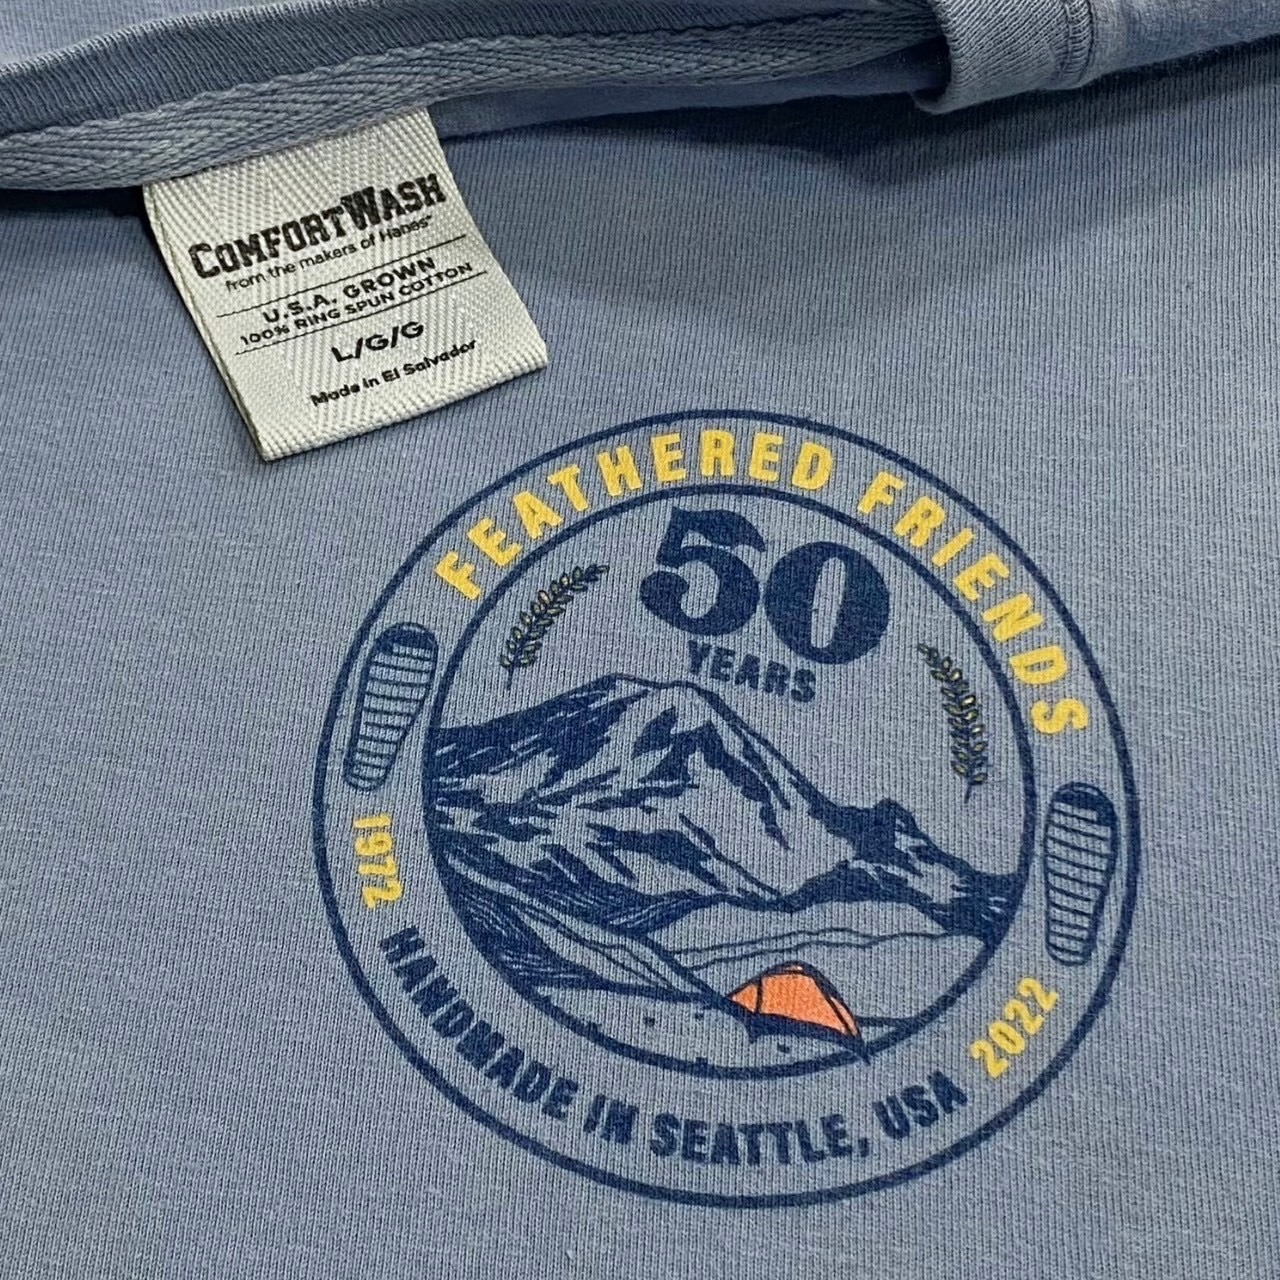 COMFORTWASH
from the makers of Hanes®
U.S.A. GROWN
100% RING SPUN COTTON
L/G/G
Made in El Salvador
FEATHERED FRIENDS
50
YEARS
1972
HANDMADE IN SEATTLE, USA
2022